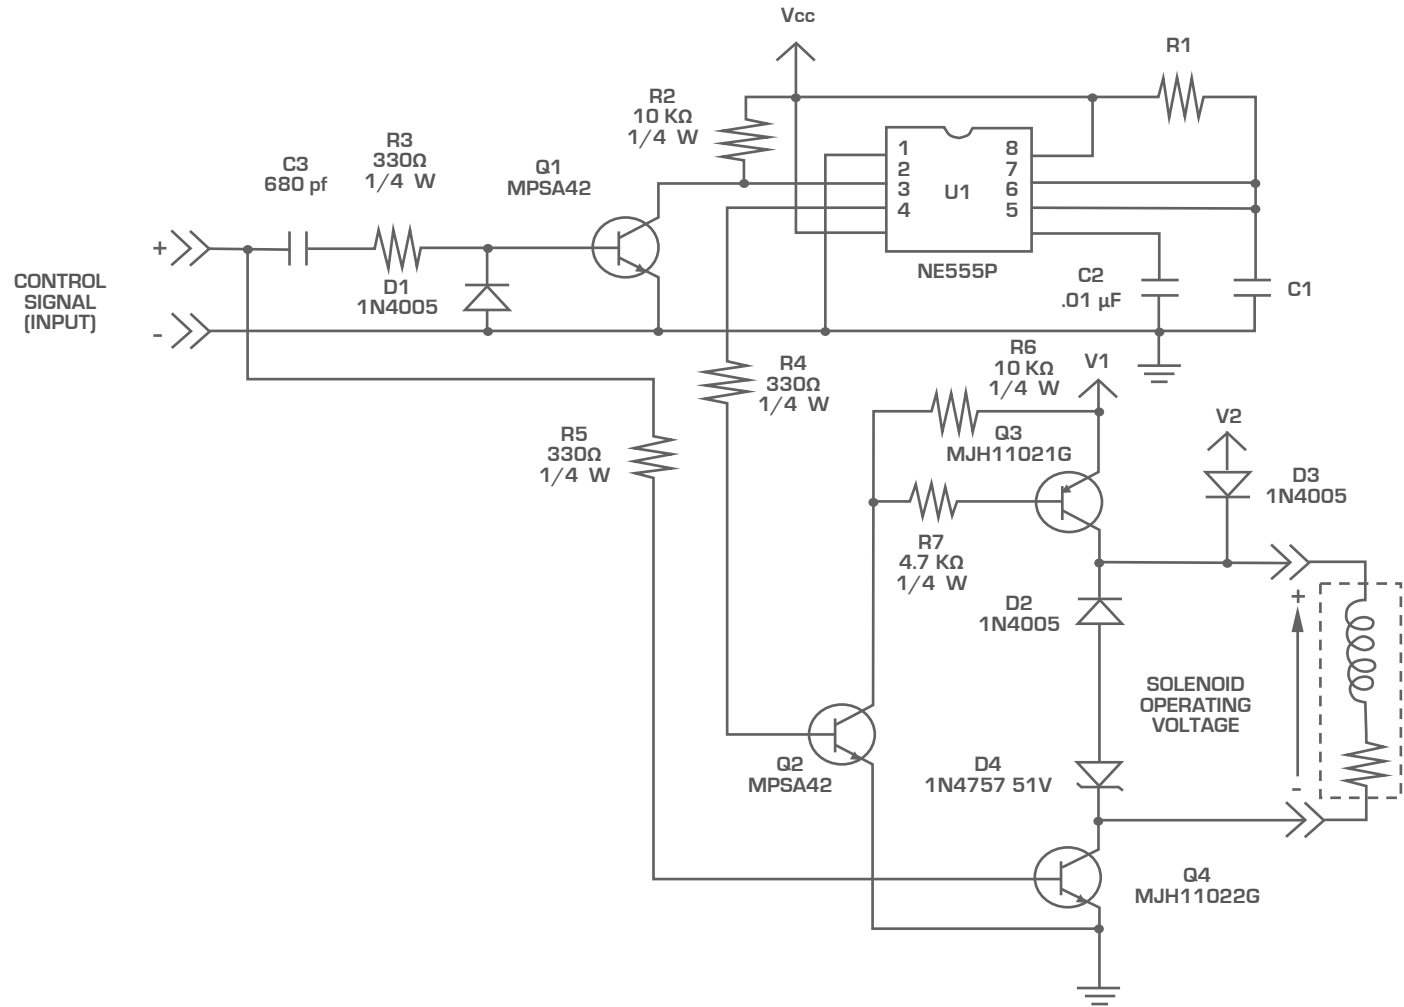 Vcc
R1
R2
10 KΩ
1/4 W
R3
330Ω
1/4 W
C3
680 pf
Q1
MPSA42
1
2
3
4
8
7
6
5
U1
NE555P
+
-
CONTROL
SIGNAL
(INPUT)
D1
1N4005
C2
.01 µF
C1
R4
330Ω
1/4 W
R6
10 KΩ
1/4 W
V1
R5
330Ω
1/4 W
Q3
MJH11021G
V2
D3
1N4005
R7
4.7 KΩ
1/4 W
D2
1N4005
+
SOLENOID
OPERATING
VOLTAGE
-
Q2
MPSA42
D4
1N4757 51V
Q4
MJH11022G